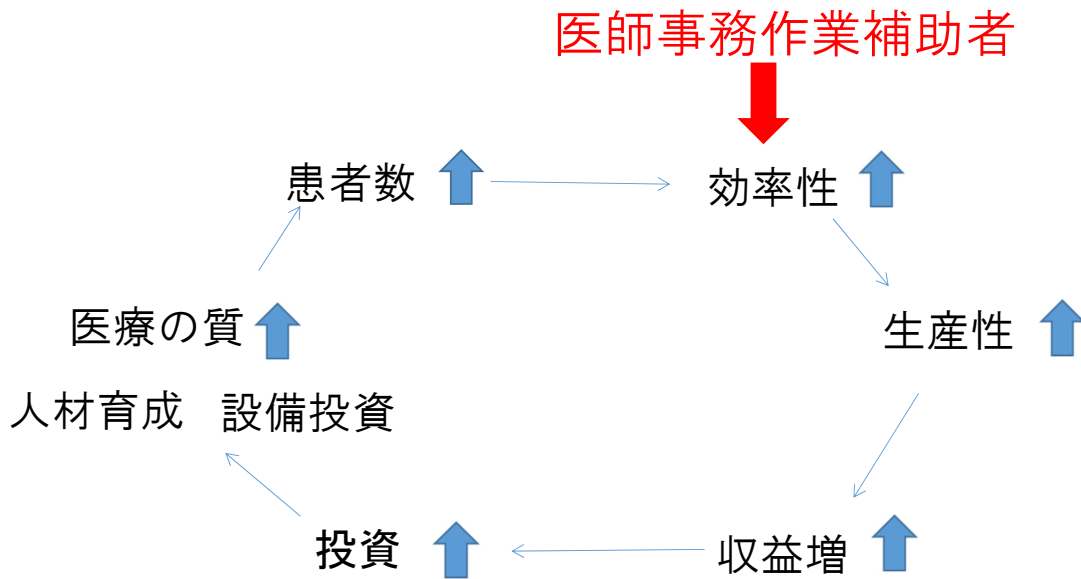 医師事務作業補助者
患者数
効率性
医療の質
生産性
人材育成 設備投資
投資
収益増